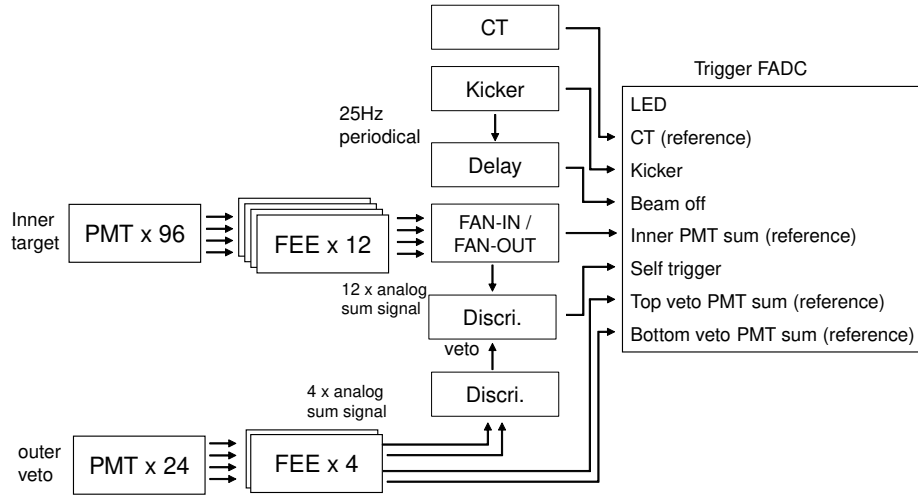 CT
Trigger FADC
Kicker
25Hz
periodical
Delay
LED
CT (reference)
Kicker
Beam off
Inner PMT sum (reference)
Self trigger
Top veto PMT sum (reference)
Bottom veto PMT sum (reference)
Inner
target
PMT x 96
FEE x 12
FAN-IN /
FAN-OUT
12 x analog
sum signal
Discri.
veto
Discri.
4 x analog
sum signal
outer
veto
PMT x 24
FEE x 4